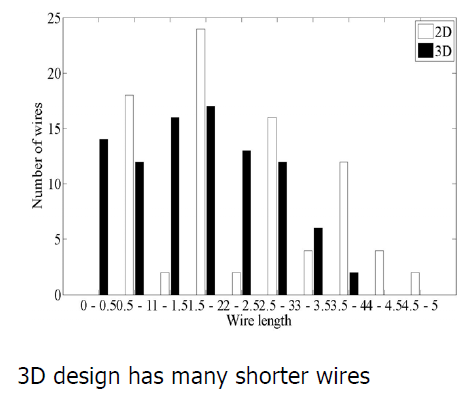 25
2D
3D
20
15
10
5
0
Number of wires
0 - 0.50.5 - 11 - 1.51.5 - 22 - 2.52.5 - 33 - 3.53.5 - 44 - 4.54.5 - 5
Wire length
3D design has many shorter wires